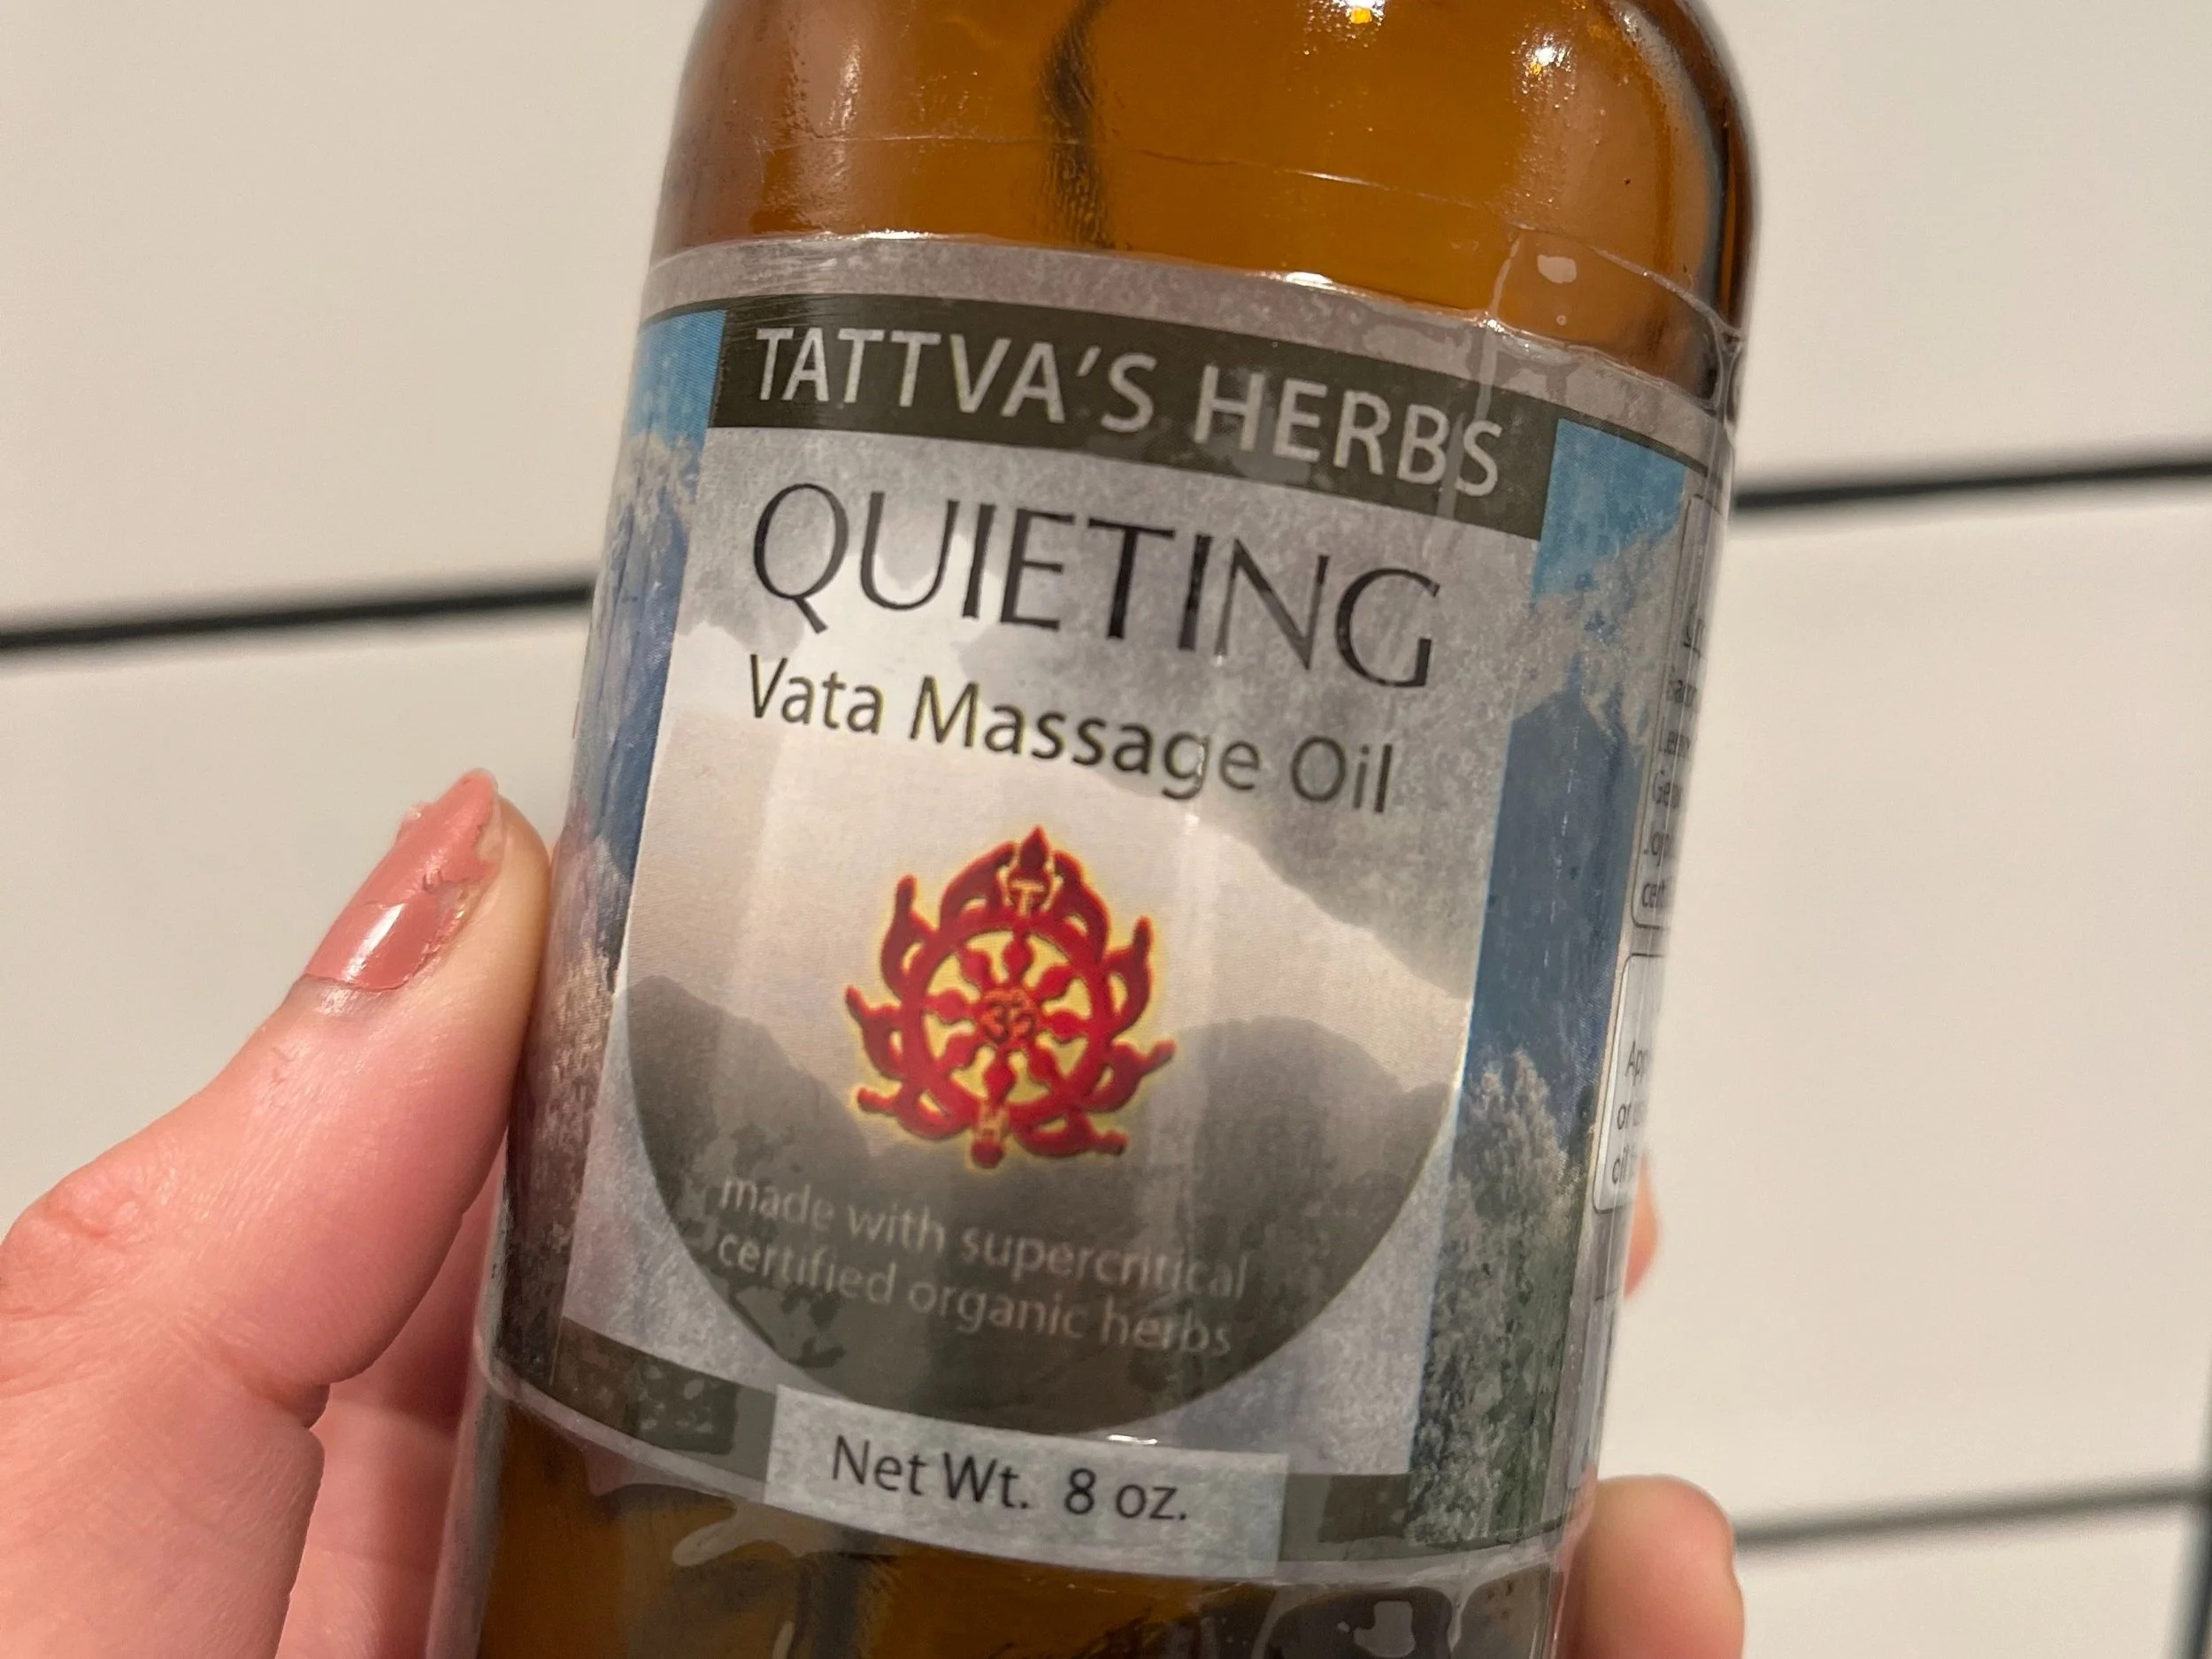 TATTVA'S HERBS
QUIETING
Vata Massage Oil
T
ॐ
H
made with supercritical
certified organic herbs
Net Wt. 8 oz.